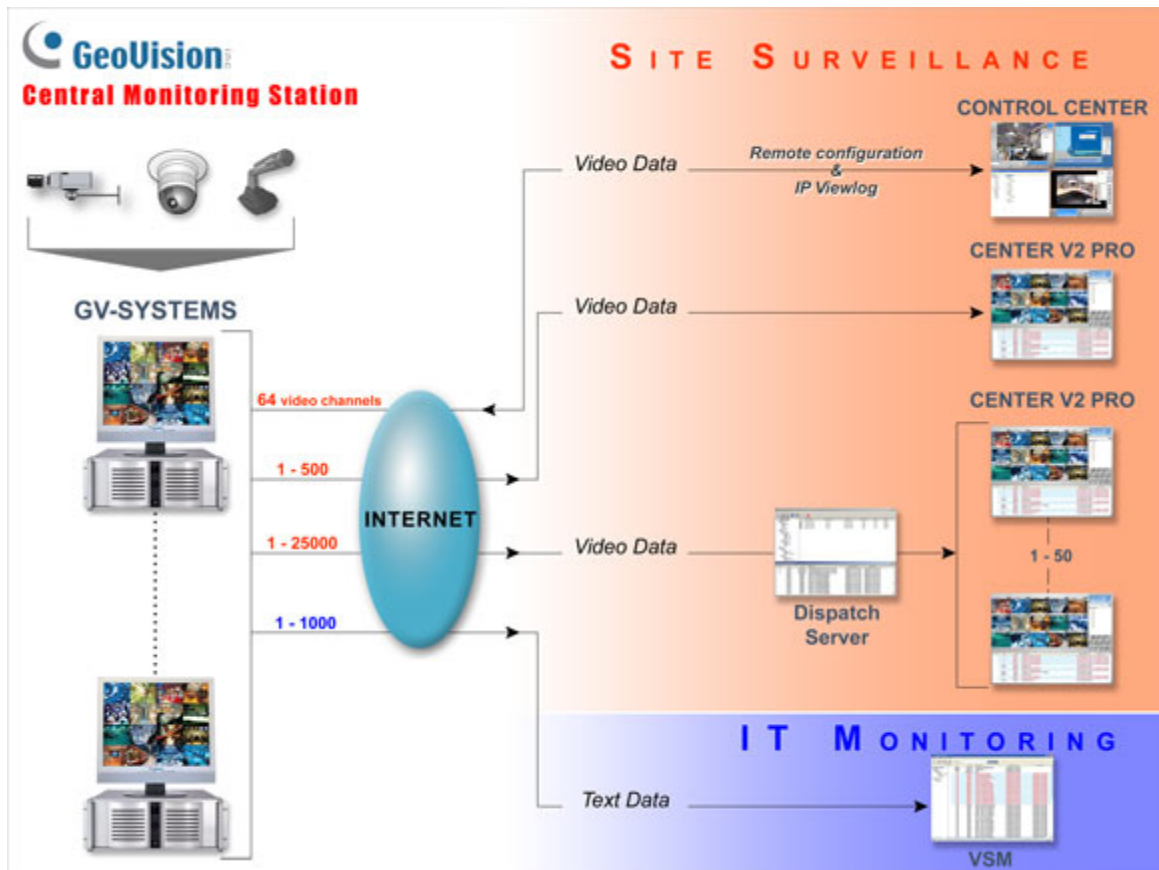 GeoVision
Central Monitoring Station
SITE SURVEILLANCE
CONTROL CENTER
Video Data
Remote configuration
&
IP Viewlog
CENTER V2 PRO
GV-SYSTEMS
Video Data
64 video channels
CENTER V2 PRO
1 - 500
INTERNET
1 - 25000
Video Data
1 - 50
Dispatch
Server
1 - 1000
IT MONITORING
Text Data
VSM